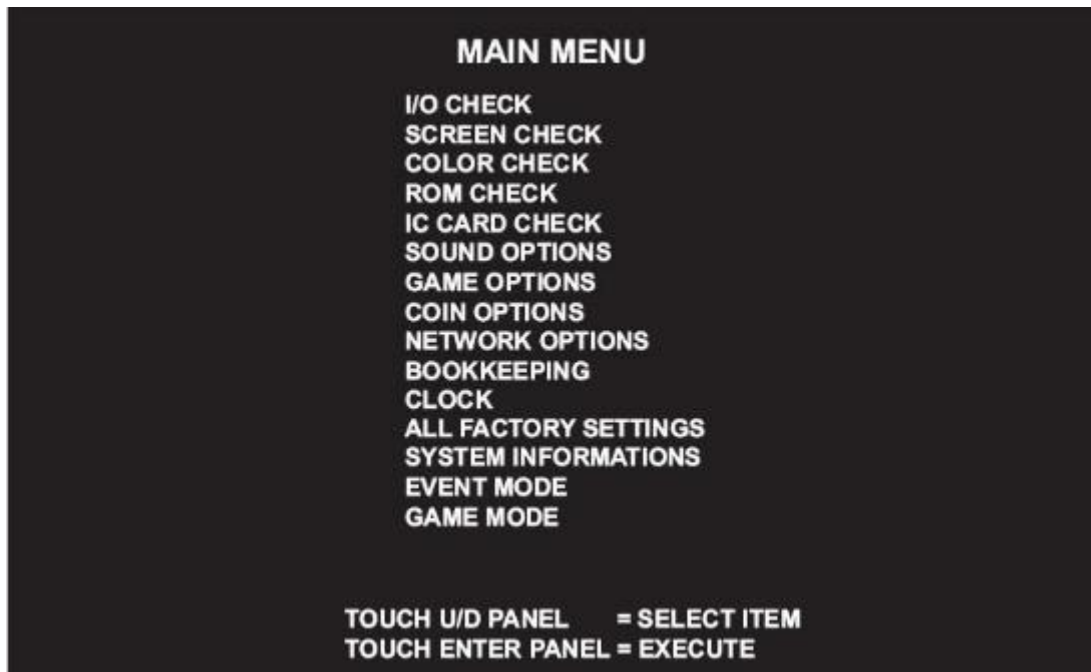 MAIN MENU
I/O CHECK
SCREEN CHECK
COLOR CHECK
ROM CHECK
IC CARD CHECK
SOUND OPTIONS
GAME OPTIONS
COIN OPTIONS
NETWORK OPTIONS
BOOKKEEPING
CLOCK
ALL FACTORY SETTINGS
SYSTEM INFORMATIONS
EVENT MODE
GAME MODE
TOUCH U/D PANEL = SELECT ITEM
TOUCH ENTER PANEL = EXECUTE